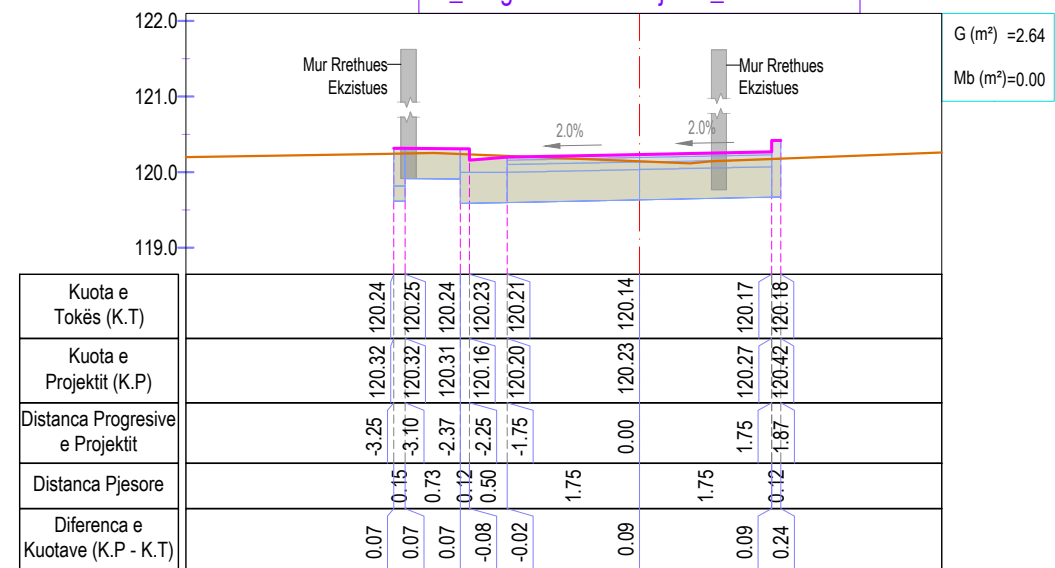 122.0
121.0
120.0
119.0
G (m²) =2.64
Mb (m²)=0.00
Mur Rrethues
Ekzistues
Mur Rrethues
Ekzistues
2.0%
2.0%
Kuota e
Tokës (K.T)
120.24 120.25 120.24 120.23 120.21 120.14 120.17 120.18
Kuota e
Projektit (K.P)
120.32 120.32 120.31 120.16 120.20 120.23 120.27 120.42
Distanca Progresive
e Projektit
-3.25 -3.10 -2.37 -2.25 -1.75 0.00 1.75 1.87
Distanca Pjesore
0.15 0.73 0.12 0.50 1.75 1.75 0.12
Diferenca e
Kuotave (K.P - K.T)
0.07 0.07 0.07 -0.08 -0.02 0.09 0.09 0.24